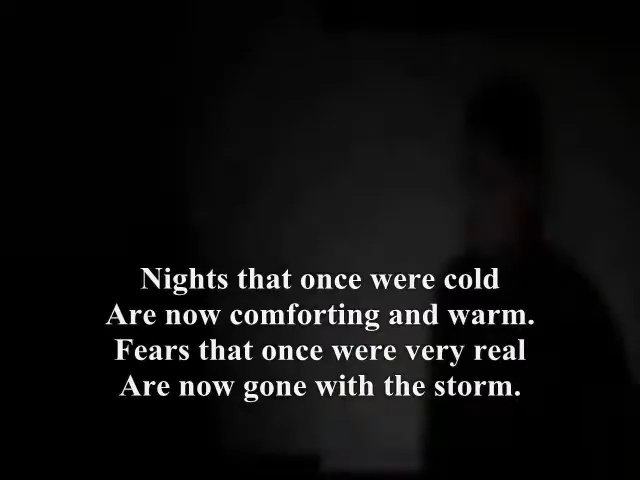 Nights that once were cold
Are now comforting and warm.
Fears that once were very real
Are now gone with the storm.